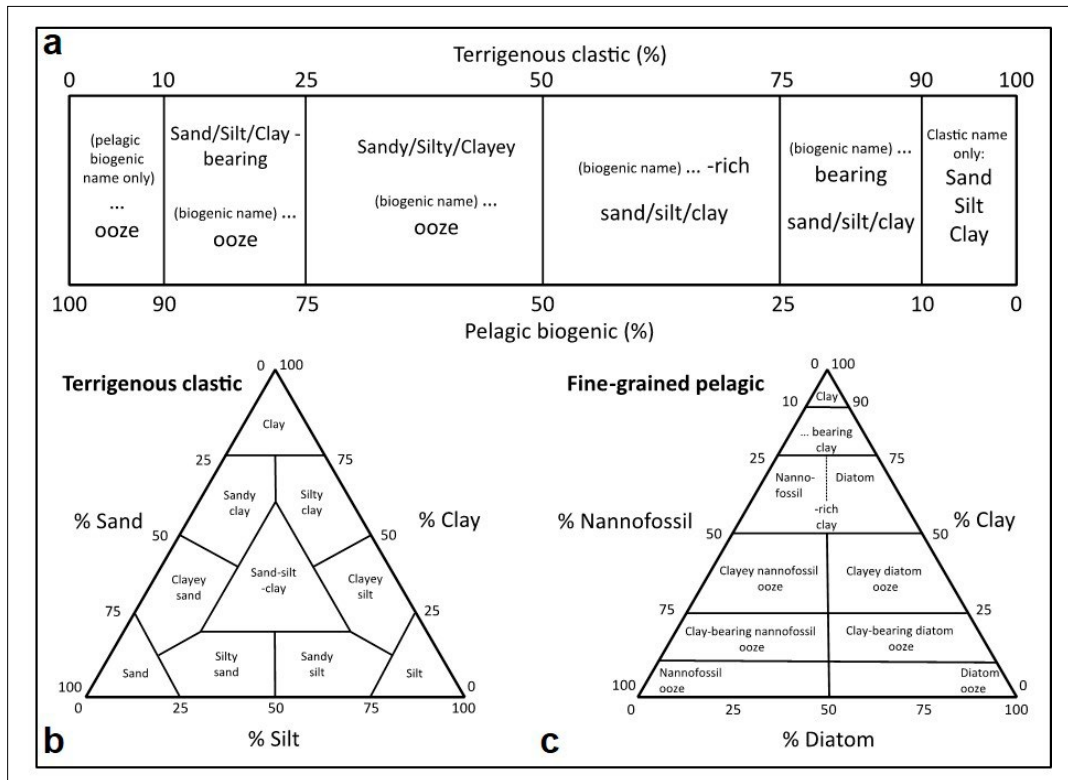 a
Terrigenous clastic (%)
0 10 25 50 75 90 100
(pelagic
biogenic
name only)
...
ooze
Sand/Silt/Clay -
bearing
(biogenic name) ...
ooze
Sandy/Silty/Clayey
(biogenic name) ...
ooze
(biogenic name) ... -rich
sand/silt/clay
(biogenic name) ...
bearing
sand/silt/clay
Clastic name
only:
Sand
Silt
Clay
100 90 75 50 25 10 0
Pelagic biogenic (%)
Terrigenous clastic
0 100
Clay
25 75
Sandy
clay
Silty
clay
% Sand
% Clay
50 50
Clayey
sand
Sand-silt
-clay
Clayey
silt
75 25
Sand
Silty
sand
Sandy
silt
Silt
100 0
0 25 50 75 100
% Silt
b
Fine-grained pelagic
0 100
Clay
10 90
... bearing
clay
25 75
Nanno-
fossil
Diatom
-rich
clay
% Nannofossil
% Clay
50 50
Clayey nannofossil
ooze
Clayey diatom
ooze
75 25
Clay-bearing nannofossil
ooze
Clay-bearing diatom
ooze
Nannofossil
ooze
Diatom
ooze
100 0
0 25 50 75 100
% Diatom
c